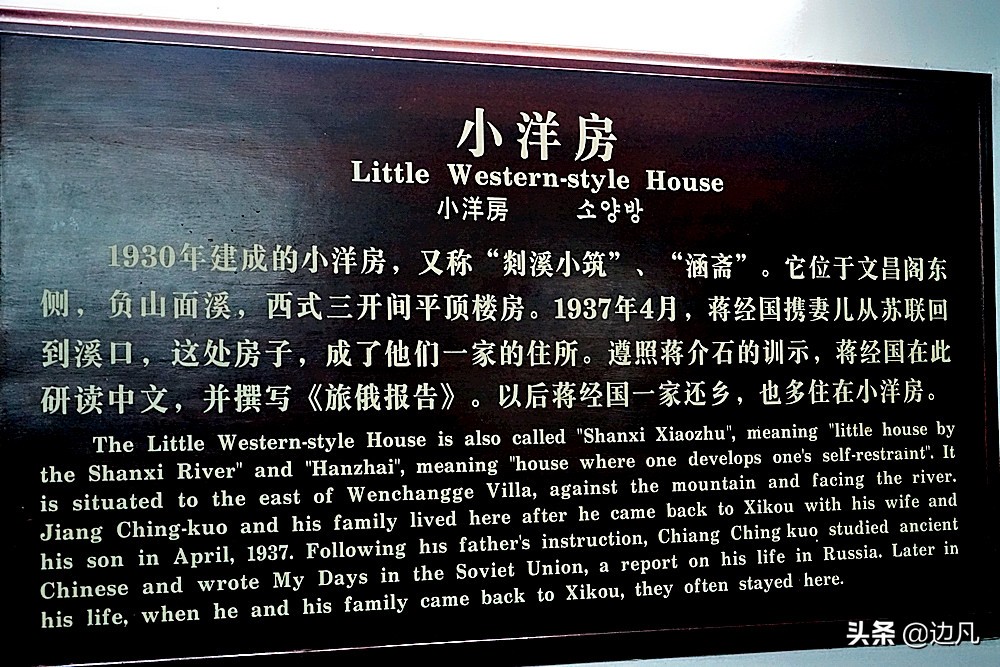 小洋房
Little Western-style House
小洋房 소양방
1930年建成的小洋房，又称“剡溪小筑”、“涵斋”。它位于文昌阁东
侧，负山面溪，西式三开间平顶楼房。1937年4月，蒋经国携妻儿从苏联回
到溪口，这处房子，成了他们一家的住所。遵照蒋介石的训示，蒋经国在此
研读中文，并撰写《旅俄报告》。以后蒋经国一家还乡，也多住在小洋房。
The Little Western-style House is also called "Shanxi Xiaozhu", meaning "little house by
the Shanxi River" and "Hanzhai", meaning "house where one develops one's self-restraint". It
is situated to the east of Wenchangge Villa, against the mountain and facing the river.
Jiang Ching-kuo and his family lived here after he came back to Xikou with his wife and
his son in April, 1937. Following his father's instruction, Chiang Ching kuo studied ancient
Chinese and wrote My Days in the Soviet Union, a report on his life in Russia. Later in
his life, when he and his family came back to Xikou, they often stayed here.
头条 @边凡